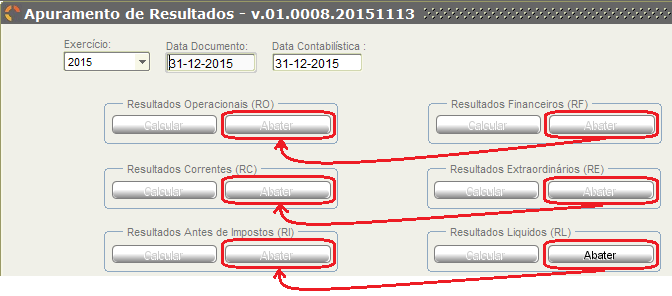 Apuramento de Resultados - v.01.0008.20151113
Exercício: Data Documento: Data Contabilística :
2015 31-12-2015 31-12-2015
Resultados Operacionais (RO) Resultados Financeiros (RF)
Calcular Abater Calcular Abater
Resultados Correntes (RC) Resultados Extraordinários (RE)
Calcular Abater Calcular Abater
Resultados Antes de Impostos (RI) Resultados Liquidos (RL)
Calcular Abater Calcular Abater